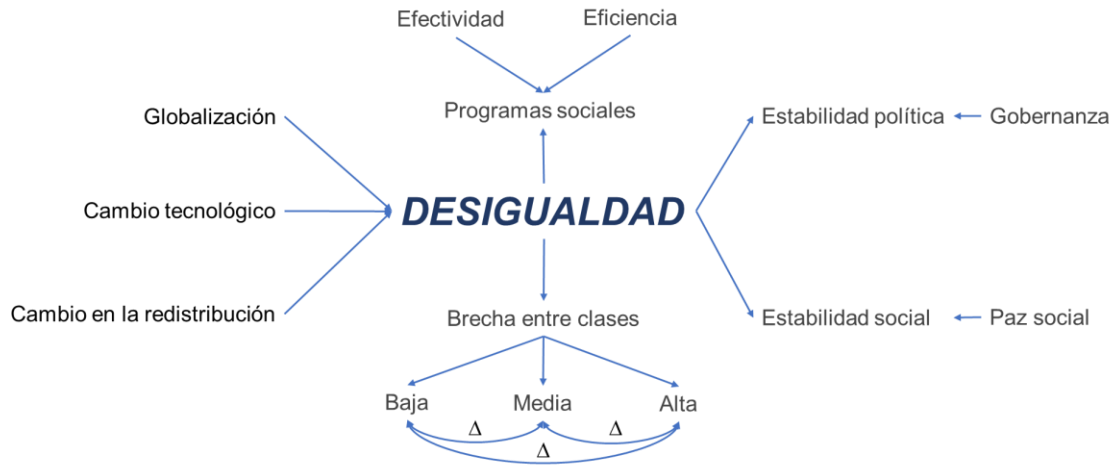 Efectividad
Eficiencia
Globalización
Programas sociales
Estabilidad política
Gobernanza
Cambio tecnológico
DESIGUALDAD
Cambio en la redistribución
Brecha entre clases
Estabilidad social
Paz social
Baja
Media
Alta
Δ
Δ
Δ